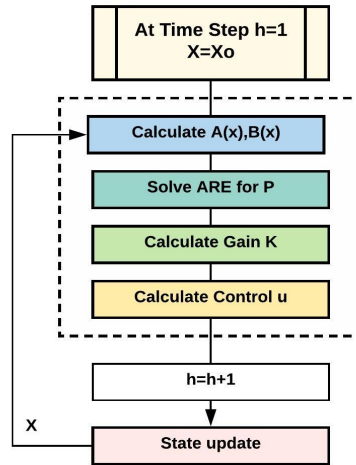 At Time Step h=1
X=Xo
Calculate A(x),B(x)
Solve ARE for P
Calculate Gain K
Calculate Control u
h=h+1
X
State update